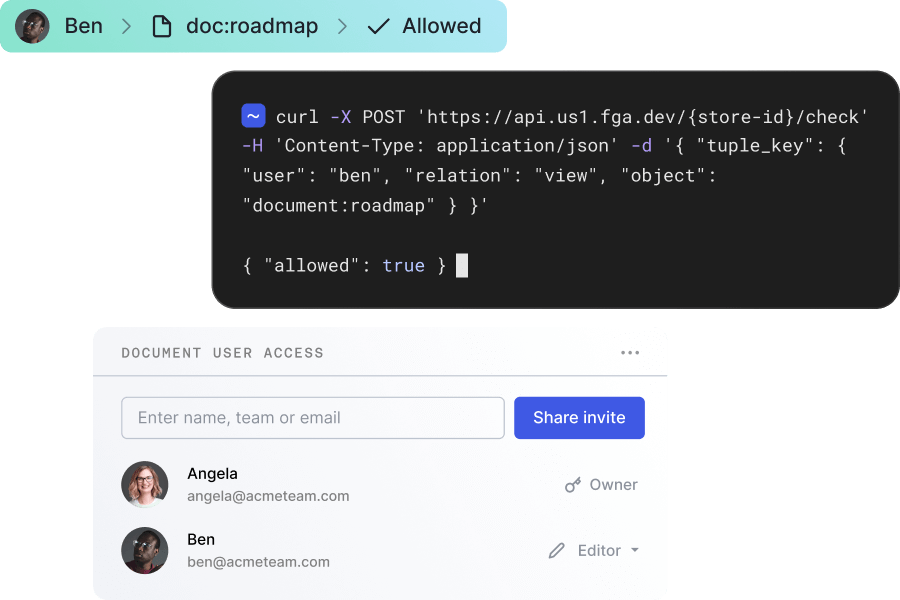 Ben > doc:roadmap > Allowed
~ curl -X POST 'https://api.us1.fga.dev/{store-id}/check'
-H 'Content-Type: application/json' -d '{ "tuple_key": {
"user": "ben", "relation": "view", "object":
"document:roadmap" } }'
{ "allowed": true }
DOCUMENT USER ACCESS
Enter name, team or email
Share invite
Angela
angela@acmeteam.com
Owner
Ben
ben@acmeteam.com
Editor